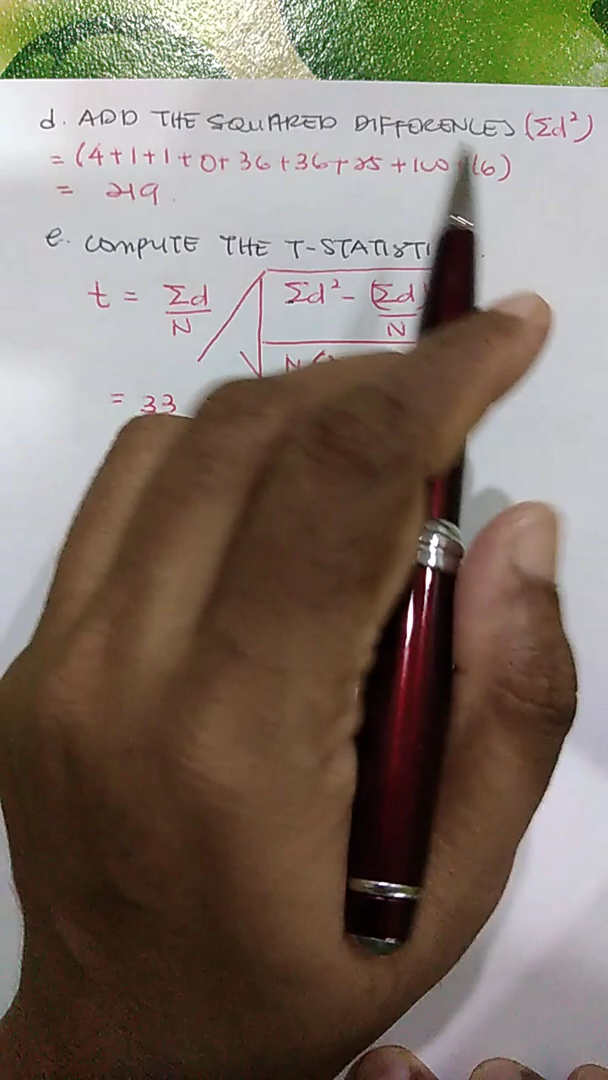 d. ADD THE SQUARED DIFFERENCES (Σd²)
= (4+1+1+0+36+36+25+100+16)
= 219.
e. COMPUTE THE T-STATISTI
t = Σd/N / √ Σd² - (Σd)/N
N
= 33